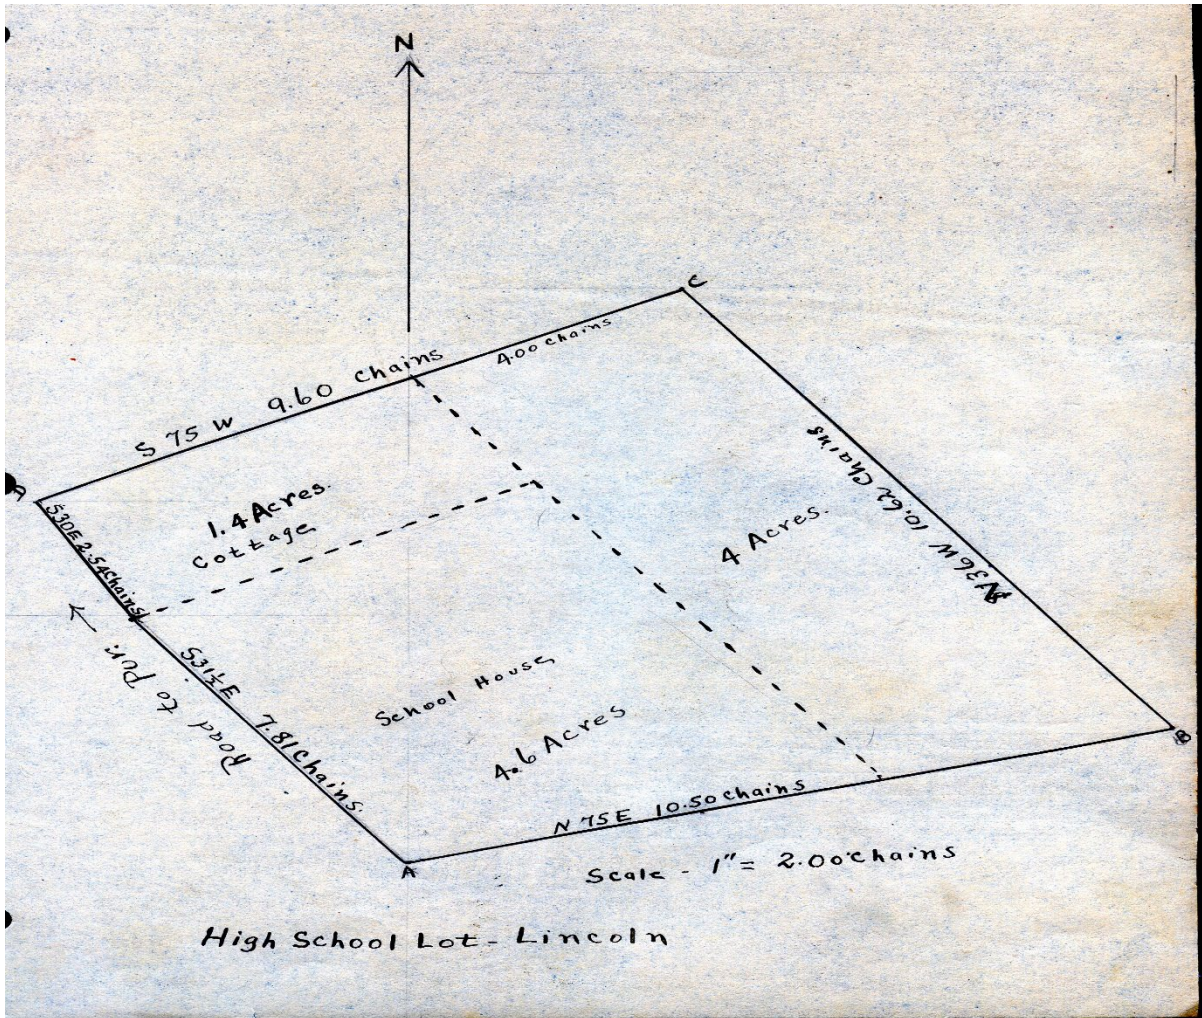 N
C
4.00 chains
S 75 W 9.60 chains
D
S30E 2.54 Chains
1.4 Acres.
Cottage
N36W 10.62 Chains
4 Acres.
Road to Pur.
S31½E 7.81 Chains.
School House
4.6 Acres
B
N 75 E 10.50 chains
A
Scale - 1" = 2.00 chains
High School Lot - Lincoln